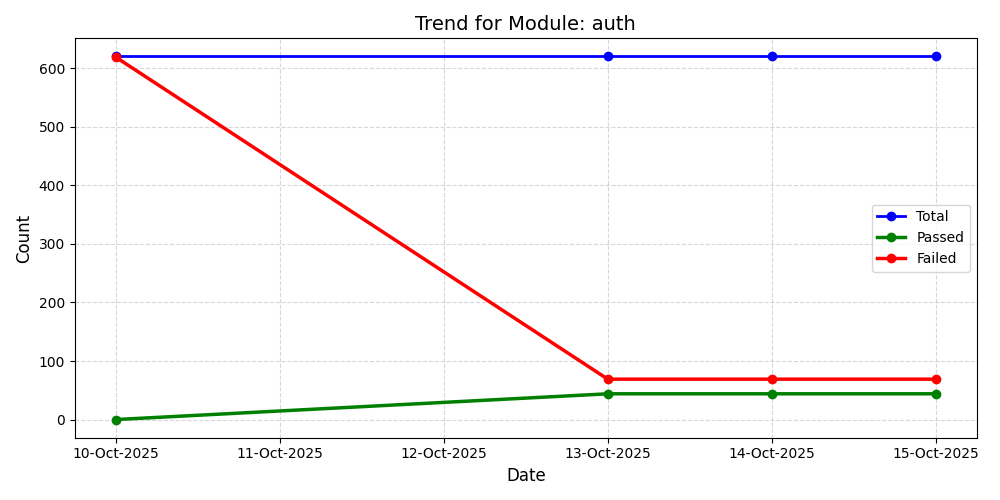 Trend for Module: auth
Count
600
500
400
300
200
100
0
Total
Passed
Failed
10-Oct-2025
11-Oct-2025
12-Oct-2025
13-Oct-2025
14-Oct-2025
15-Oct-2025
Date